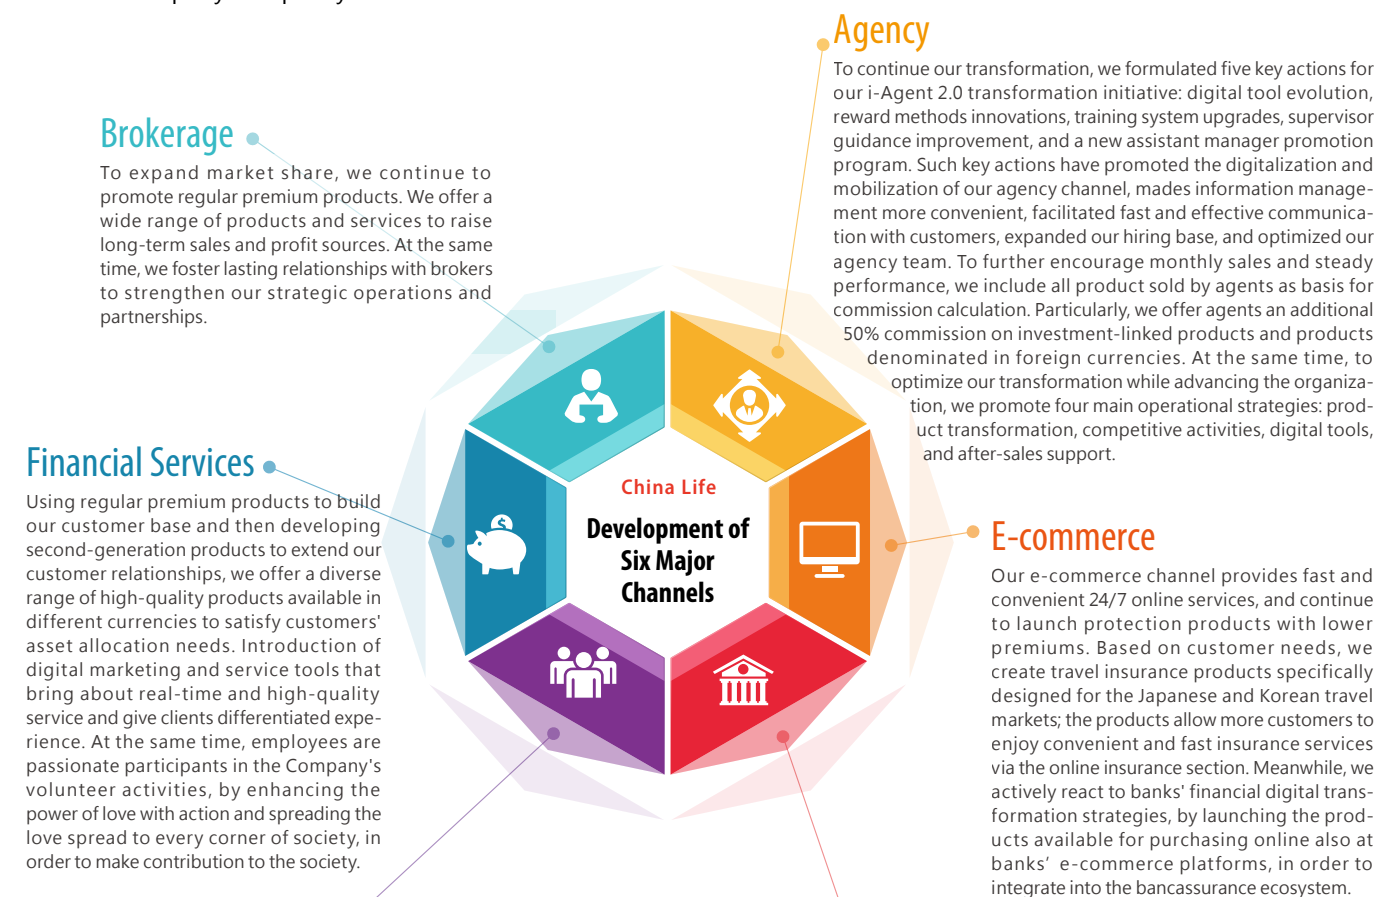 Agency
To continue our transformation, we formulated five key actions for
our i-Agent 2.0 transformation initiative: digital tool evolution,
reward methods innovations, training system upgrades, supervisor
guidance improvement, and a new assistant manager promotion
program. Such key actions have promoted the digitalization and
mobilization of our agency channel, mades information manage-
ment more convenient, facilitated fast and effective communica-
tion with customers, expanded our hiring base, and optimized our
agency team. To further encourage monthly sales and steady
performance, we include all product sold by agents as basis for
commission calculation. Particularly, we offer agents an additional
50% commission on investment-linked products and products
denominated in foreign currencies. At the same time, to
optimize our transformation while advancing the organiza-
tion, we promote four main operational strategies: prod-
uct transformation, competitive activities, digital tools,
and after-sales support.
Brokerage
To expand market share, we continue to
promote regular premium products. We offer a
wide range of products and services to raise
long-term sales and profit sources. At the same
time, we foster lasting relationships with brokers
to strengthen our strategic operations and
partnerships.
Financial Services
Using regular premium products to build
our customer base and then developing
second-generation products to extend our
customer relationships, we offer a diverse
range of high-quality products available in
different currencies to satisfy customers'
asset allocation needs. Introduction of
digital marketing and service tools that
bring about real-time and high-quality
service and give clients differentiated expe-
rience. At the same time, employees are
passionate participants in the Company's
volunteer activities, by enhancing the
power of love with action and spreading the
love spread to every corner of society, in
order to make contribution to the society.
$
China Life
Development of
Six Major
Channels
E-commerce
Our e-commerce channel provides fast and
convenient 24/7 online services, and continue
to launch protection products with lower
premiums. Based on customer needs, we
create travel insurance products specifically
designed for the Japanese and Korean travel
markets; the products allow more customers to
enjoy convenient and fast insurance services
via the online insurance section. Meanwhile, we
actively react to banks' financial digital trans-
formation strategies, by launching the prod-
ucts available for purchasing online also at
banks’ e-commerce platforms, in order to
integrate into the bancassurance ecosystem.